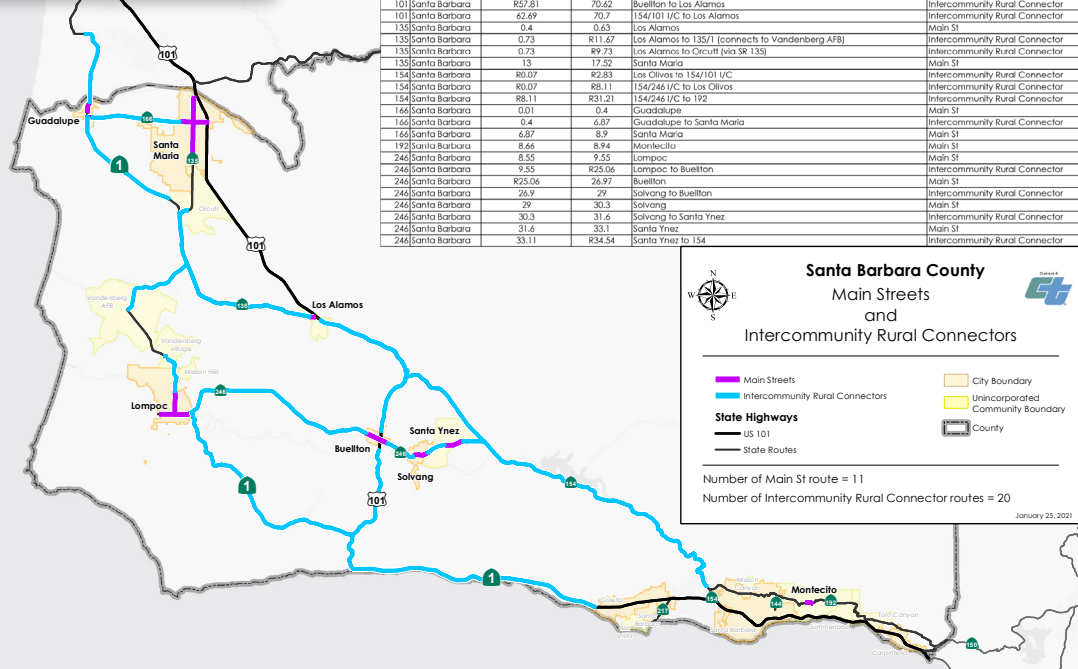 101 Santa Barbara R57.81 70.62 Buellton to Los Alamos Intercommunity Rural Connector
101 Santa Barbara 62.69 70.7 154/101 I/C to Los Alamos Intercommunity Rural Connector
135 Santa Barbara 0.4 0.63 Los Alamos Main St
135 Santa Barbara 0.73 R11.67 Los Alamos to 135/1 (connects to Vandenberg AFB) Intercommunity Rural Connector
135 Santa Barbara 0.73 R9.73 Los Alamos to Orcutt (via SR 135) Intercommunity Rural Connector
135 Santa Barbara 13 17.52 Santa Maria Main St
154 Santa Barbara R0.07 R2.83 Los Olivos to 154/101 I/C Intercommunity Rural Connector
154 Santa Barbara R0.07 R8.11 154/246 I/C to Los Olivos Intercommunity Rural Connector
154 Santa Barbara R8.11 R31.21 154/246 I/C to 192 Intercommunity Rural Connector
166 Santa Barbara 0.01 0.4 Guadalupe Main St
166 Santa Barbara 0.4 6.87 Guadalupe to Santa Maria Intercommunity Rural Connector
166 Santa Barbara 6.87 8.9 Santa Maria Main St
192 Santa Barbara 8.66 8.94 Montecito Main St
246 Santa Barbara 8.55 9.55 Lompoc Main St
246 Santa Barbara 9.55 R25.06 Lompoc to Buellton Intercommunity Rural Connector
246 Santa Barbara R25.06 26.97 Buellton Main St
246 Santa Barbara 26.9 29 Solvang to Buellton Intercommunity Rural Connector
246 Santa Barbara 29 30.3 Solvang Main St
246 Santa Barbara 30.3 31.6 Solvang to Santa Ynez Intercommunity Rural Connector
246 Santa Barbara 31.6 33.1 Santa Ynez Main St
246 Santa Barbara 33.11 R34.54 Santa Ynez to 154 Intercommunity Rural Connector
101
Guadalupe
166
Santa
Maria
135
1
Orcutt
101
Vandenberg
AFB
135
Los Alamos
Vandenberg
Village
Mission Hills
246
Lompoc
Santa Ynez
Buellton
246
Solvang
1
101
154
1
Goleta
217
Santa
Barbara
Vista
154
Mission
Canyon
144
Montecito
192
Santa Barbara
Summerland
Toro Canyon
Carpinteria
150
N
W E
S
Santa Barbara County
Main Streets
and
Intercommunity Rural Connectors
Main Streets
Intercommunity Rural Connectors
State Highways
US 101
State Routes
City Boundary
Unincorporated
Community Boundary
County
Number of Main St route = 11
Number of Intercommunity Rural Connector routes = 20
January 25, 2021